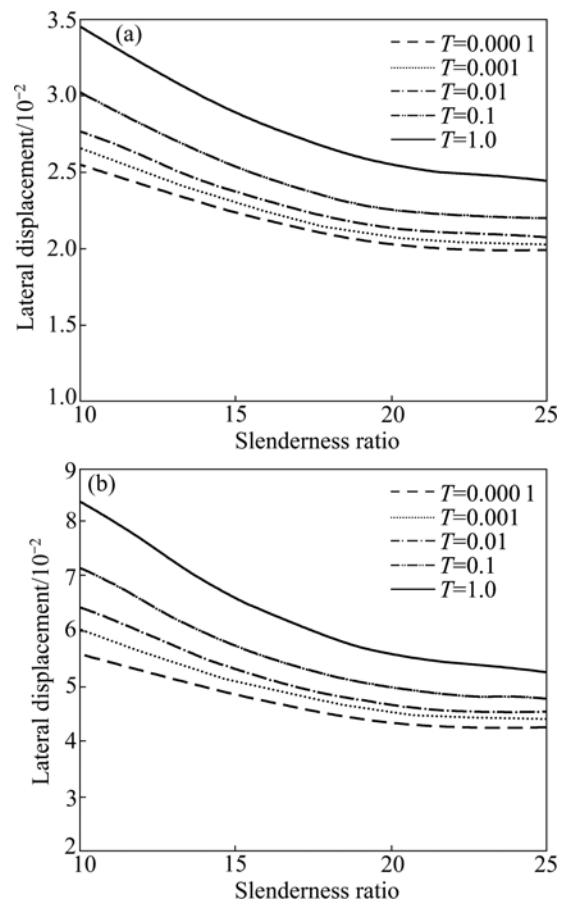 (a)
T=0.000 1
T=0.001
T=0.01
T=0.1
T=1.0
3.5
3.0
2.5
2.0
1.5
1.0
Lateral displacement/10⁻²
10 15 20 25
Slenderness ratio
(b)
T=0.000 1
T=0.001
T=0.01
T=0.1
T=1.0
9
8
7
6
5
4
3
2
Lateral displacement/10⁻²
10 15 20 25
Slenderness ratio